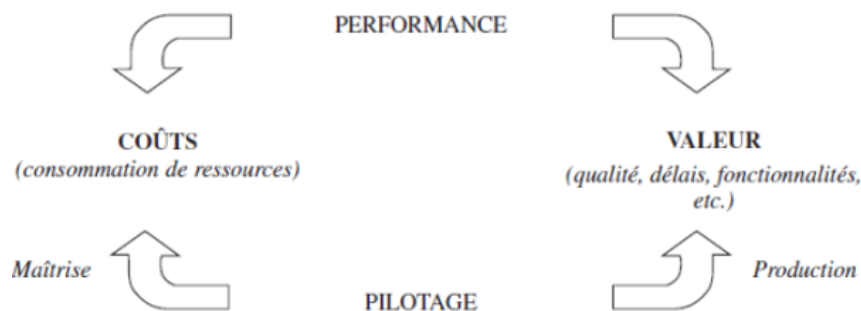 PERFORMANCE
COÛTS
(consommation de ressources)
VALEUR
(qualité, délais, fonctionnalités,
etc.)
Maîtrise
Production
PILOTAGE